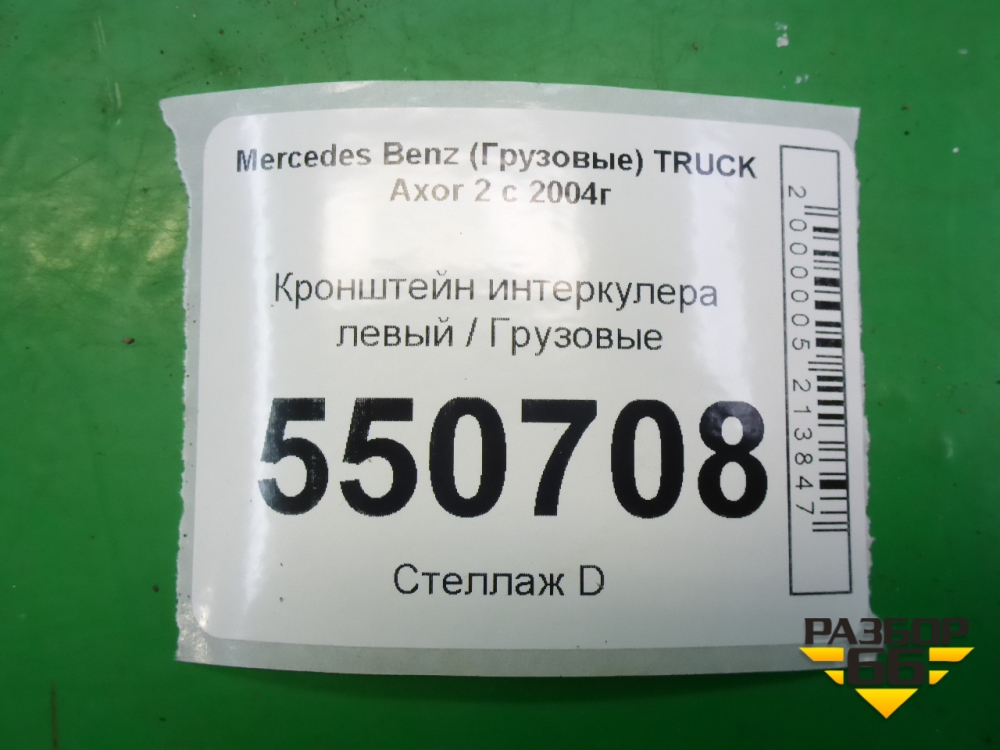 Mercedes Benz (Грузовые) TRUCK
Axor 2 с 2004г
Кронштейн интеркулера
левый / Грузовые
550708
Стеллаж D
2000005213847
РАЗБОР
66